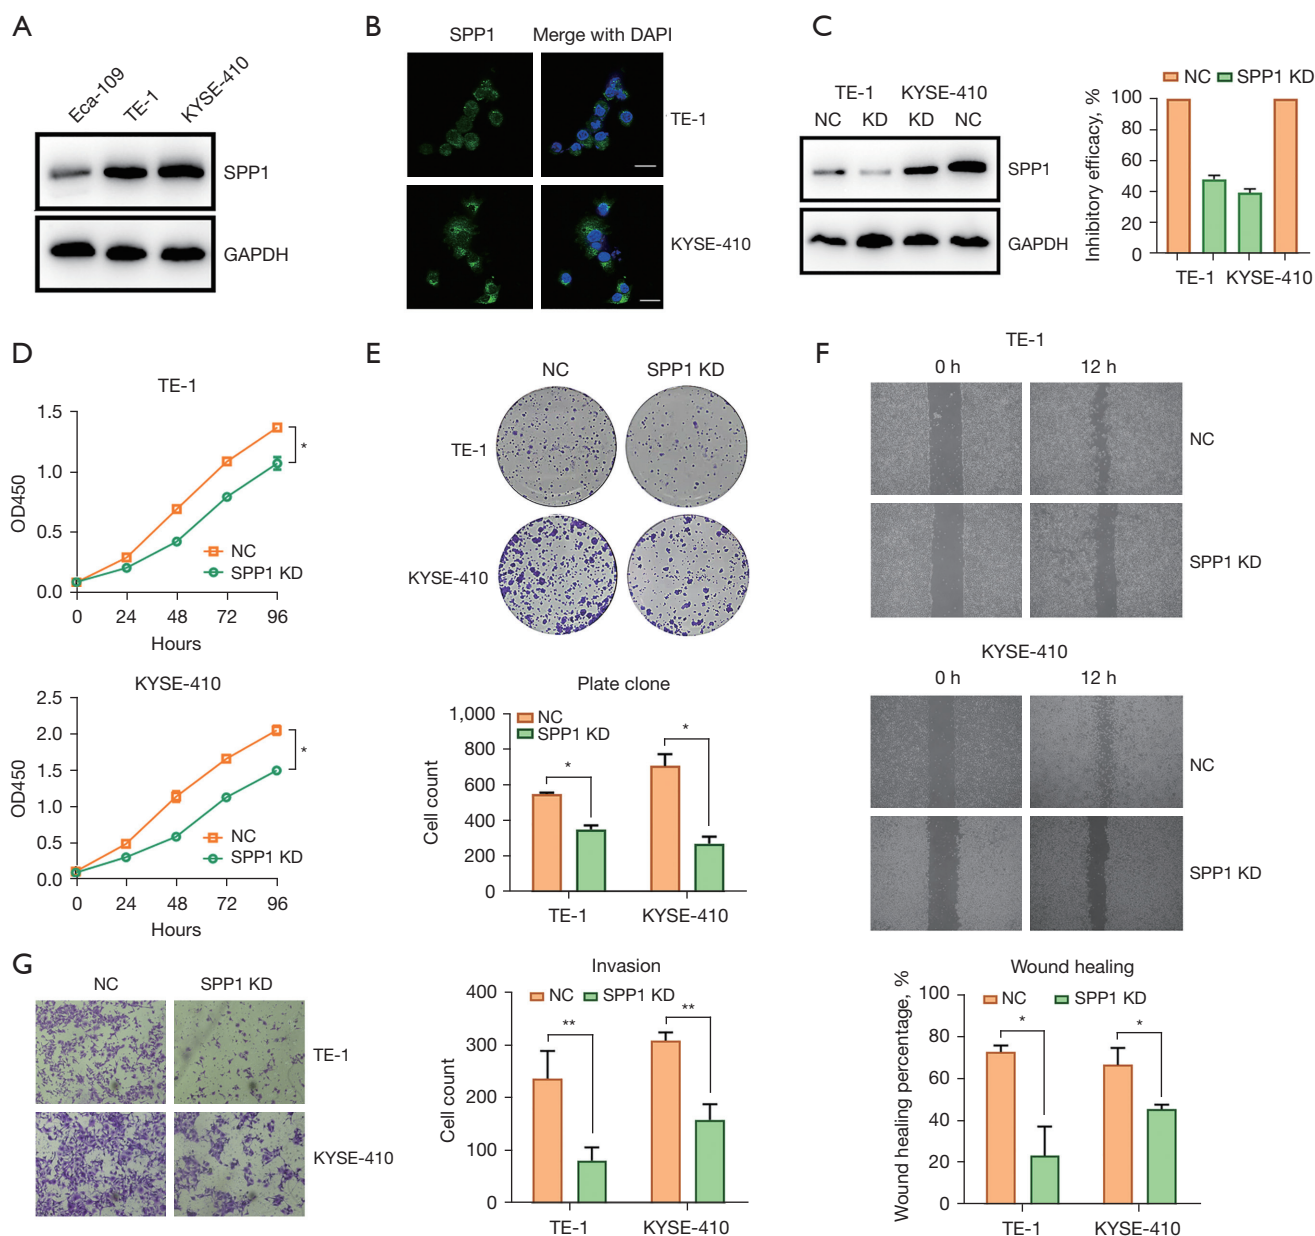 A
Eca-109
TE-1
KYSE-410
SPP1
GAPDH
B
SPP1
Merge with DAPI
TE-1
KYSE-410
C
TE-1 KYSE-410
NC KD KD NC
SPP1
GAPDH
NC SPP1 KD
Inhibitory efficacy, %
100
80
60
40
20
0
TE-1 KYSE-410
D
TE-1
OD450
1.5
1.0
0.5
0.0
*
NC
SPP1 KD
0 24 48 72 96
Hours
KYSE-410
OD450
2.5
2.0
1.5
1.0
0.5
0.0
*
NC
SPP1 KD
0 24 48 72 96
Hours
E
NC SPP1 KD
TE-1
KYSE-410
Plate clone
Cell count
1,000
800
600
400
200
0
NC
SPP1 KD
*
*
TE-1 KYSE-410
F
TE-1
0 h 12 h
NC
SPP1 KD
KYSE-410
0 h 12 h
NC
SPP1 KD
Wound healing
Wound healing percentage, %
100
80
60
40
20
0
NC SPP1 KD
*
*
TE-1 KYSE-410
G
NC SPP1 KD
TE-1
KYSE-410
Invasion
Cell count
400
300
200
100
0
NC SPP1 KD
**
**
TE-1 KYSE-410